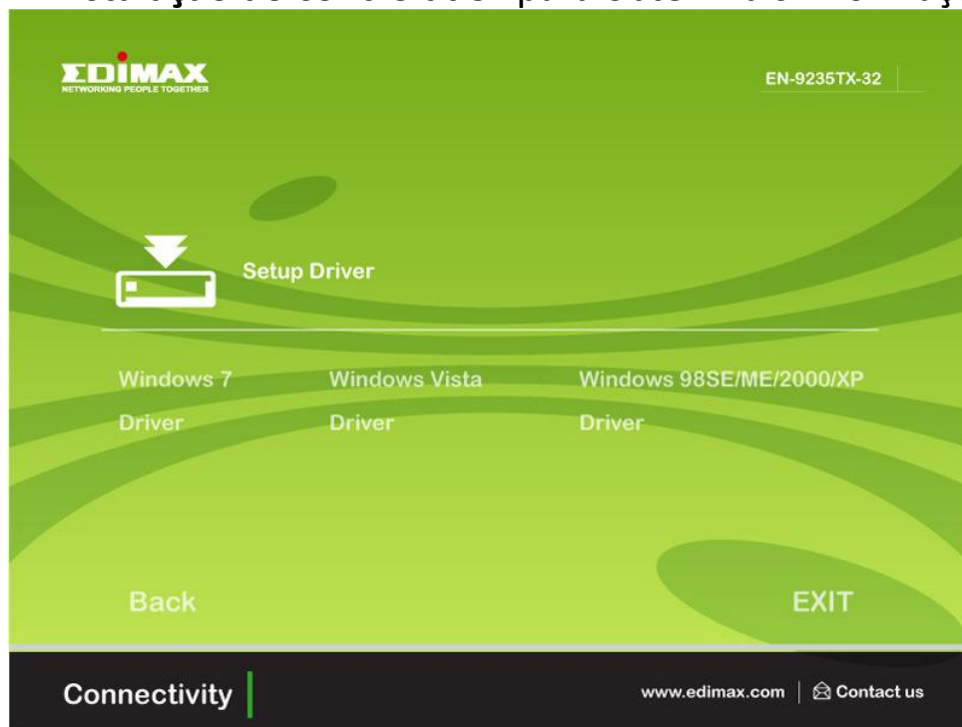 EDIMAX
NETWORKING PEOPLE TOGETHER
EN-9235TX-32
Setup Driver
Windows 7 Driver
Windows Vista Driver
Windows 98SE/ME/2000/XP Driver
Back
EXIT
Connectivity
www.edimax.com
Contact us